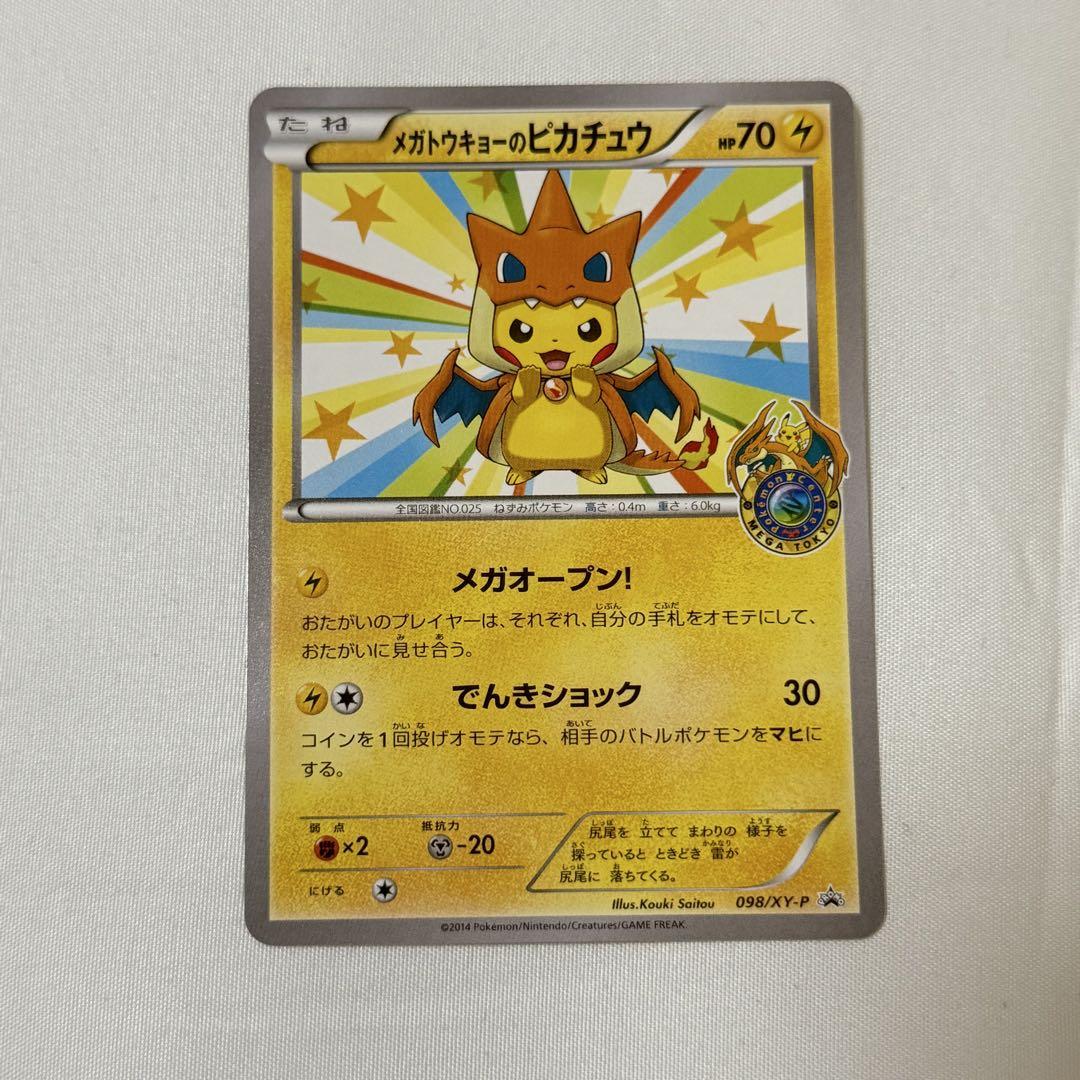 たね
メガトウキョーのピカチュウ
HP70
Pokémon Center
MEGA TOKYO
全国図鑑NO.025 ねずみポケモン 高さ:0.4m 重さ:6.0kg
メガオープン!
おたがいのプレイヤーは、それぞれ、自分の手札をオモテにして、
おたがいに見せ合う。
でんきショック 30
コインを1回投げオモテなら、相手のバトルポケモンをマヒに
する。
弱点 抵抗力
×2 -20
にげる
尻尾を 立てて まわりの 様子を
探っていると ときどき 雷が
尻尾に 落ちてくる。
Illus.Kouki Saitou 098/XY-P
©2014 Pokémon/Nintendo/Creatures/GAME FREAK.